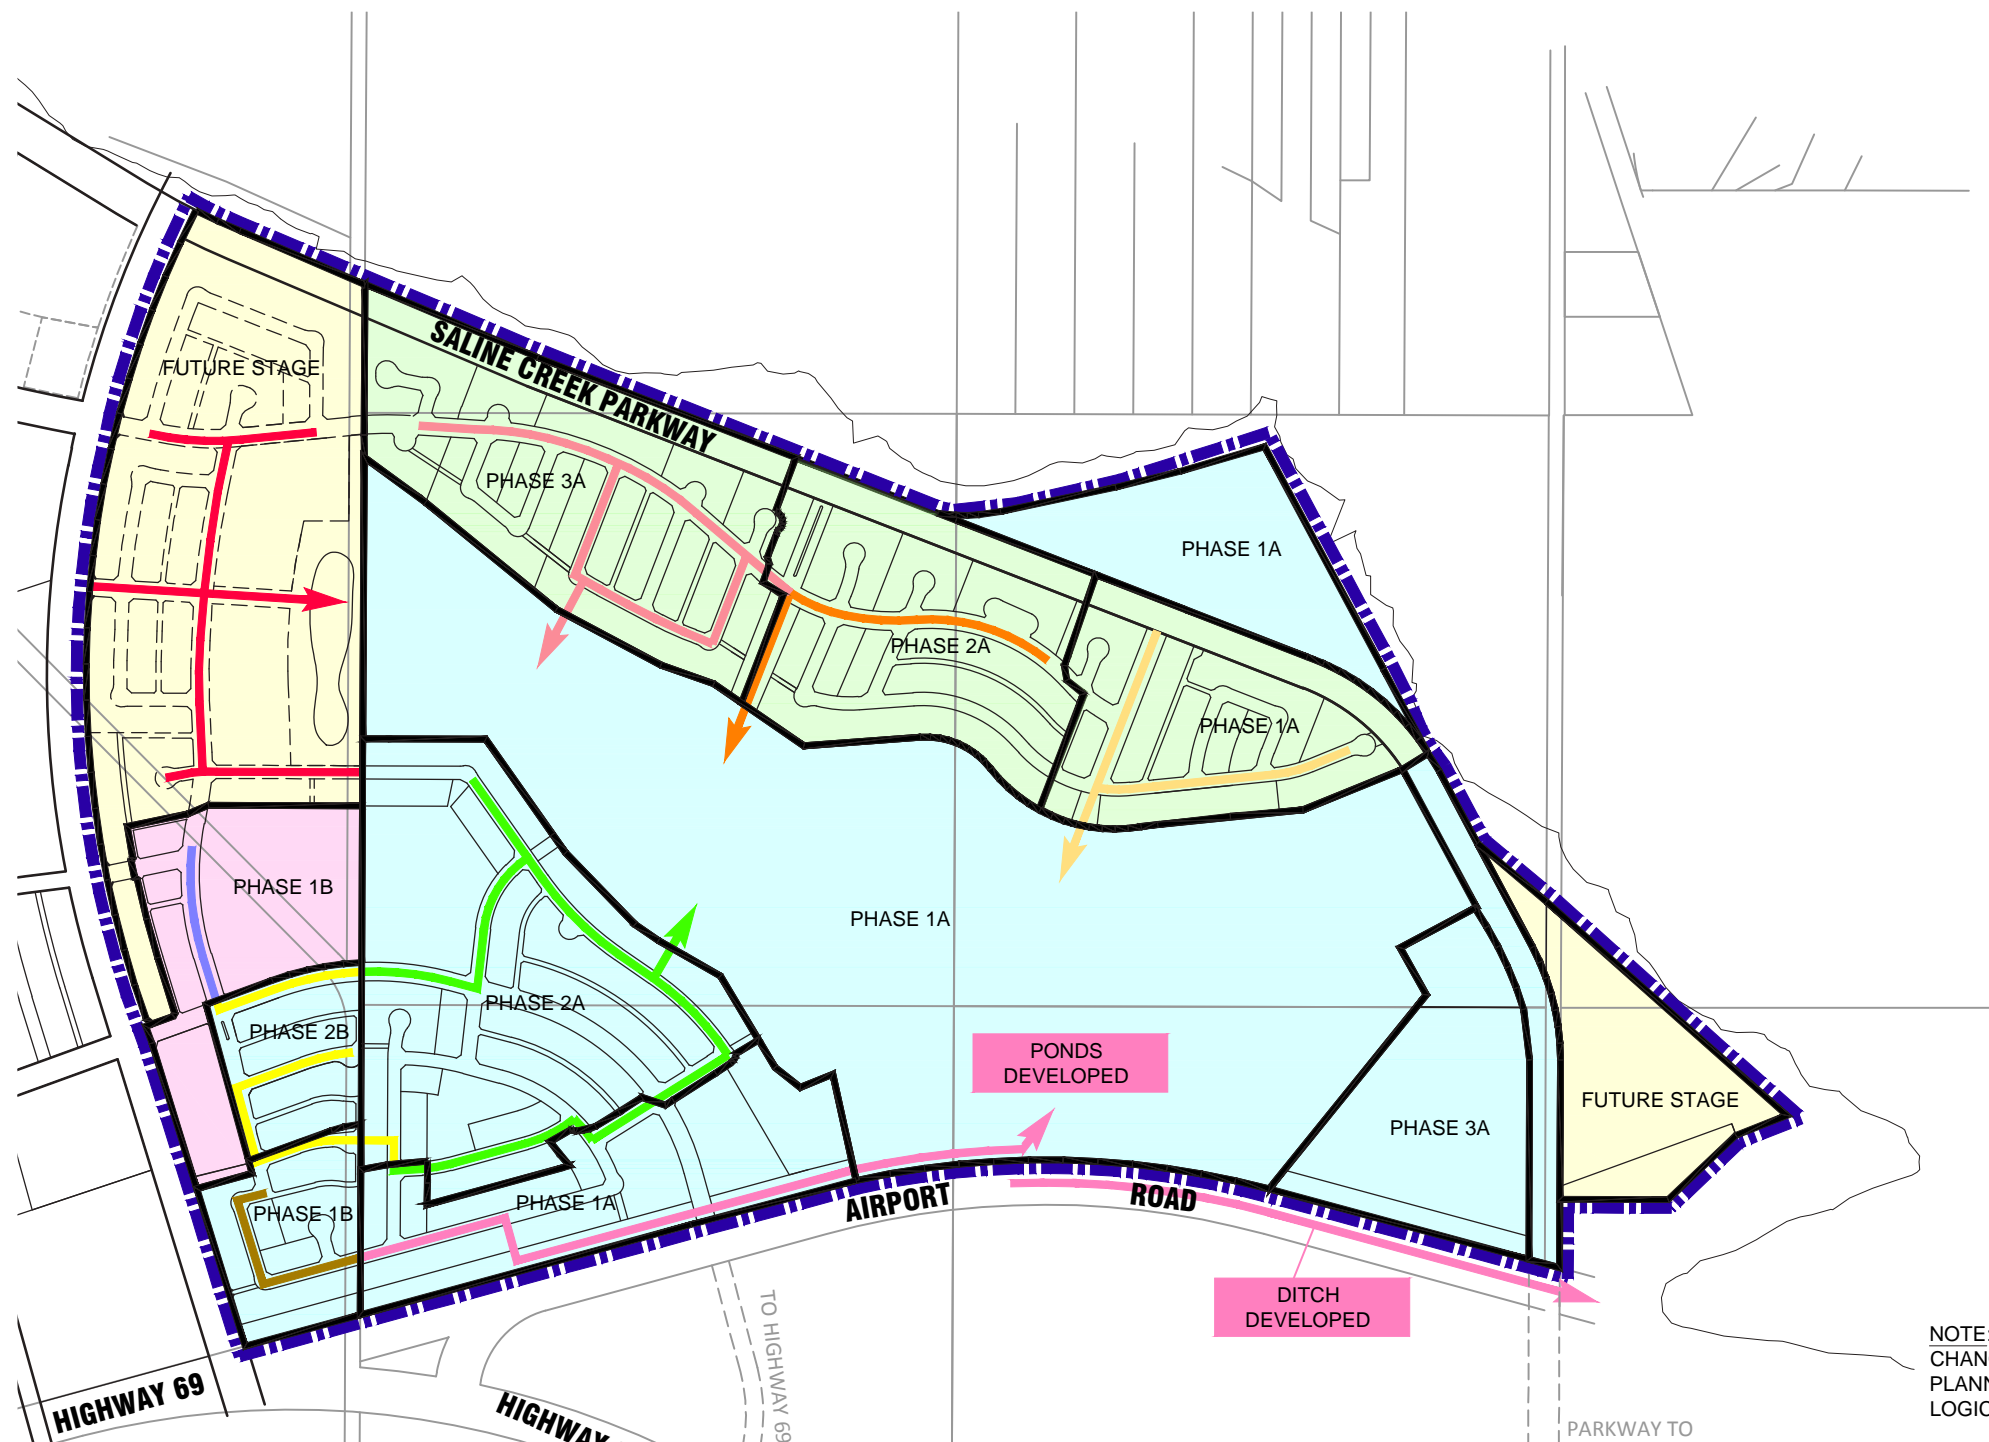 SALINE CREEK PARKWAY
FUTURE STAGE
PHASE 3A
PHASE 1A
PHASE 2A
PHASE 1A
PHASE 1B
PHASE 1A
PHASE 2A
PHASE 2B
PONDS
DEVELOPED
FUTURE STAGE
PHASE 3A
PHASE 1B
PHASE 1A
AIRPORT ROAD
DITCH
DEVELOPED
TO HIGHWAY 69
HIGHWAY 69
HIGHWAY
NOTE:
CHAN
PLANN
LOGIC
PARKWAY TO